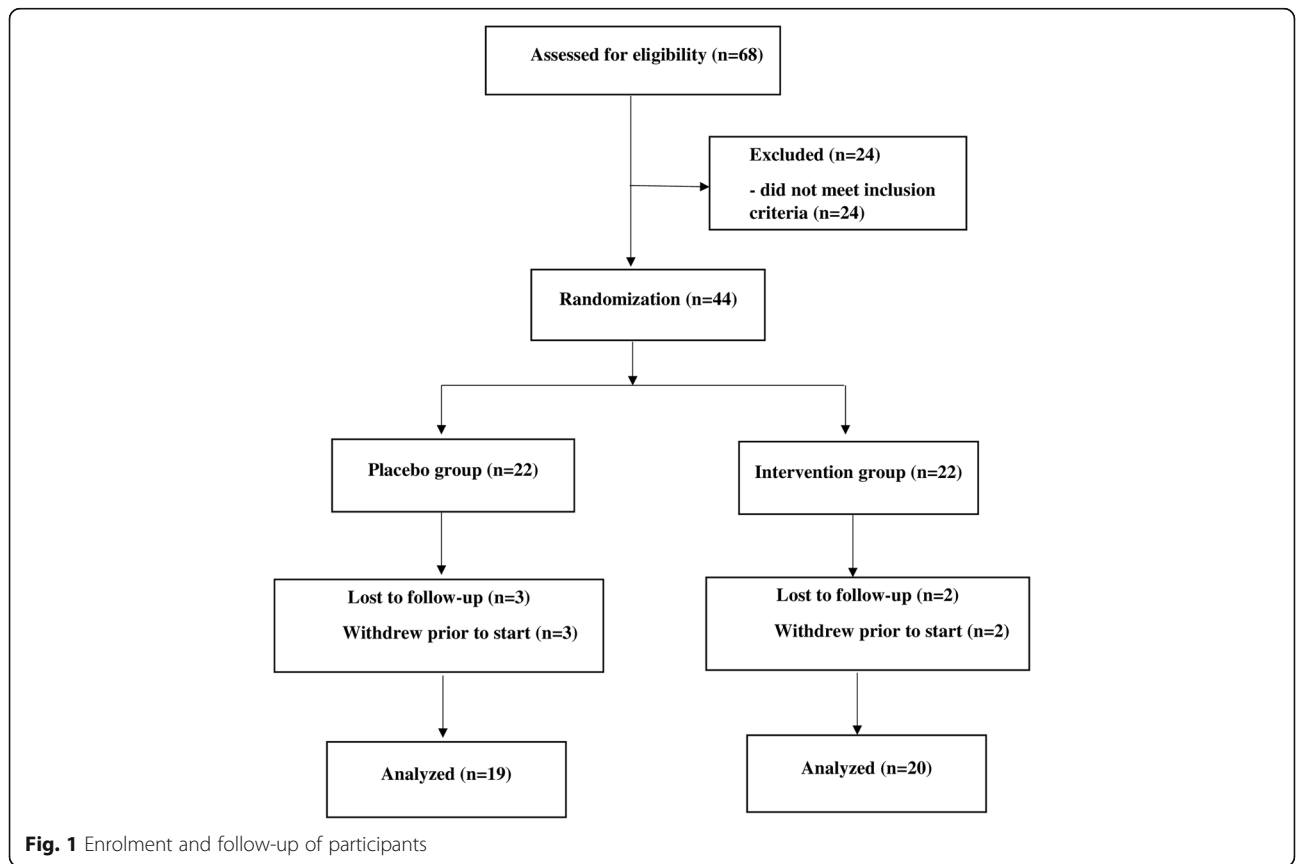 Assessed for eligibility (n=68)
Excluded (n=24)
- did not meet inclusion
criteria (n=24)
Randomization (n=44)
Placebo group (n=22)
Intervention group (n=22)
Lost to follow-up (n=3)
Withdrew prior to start (n=3)
Lost to follow-up (n=2)
Withdrew prior to start (n=2)
Analyzed (n=19)
Analyzed (n=20)
Fig. 1 Enrolment and follow-up of participants